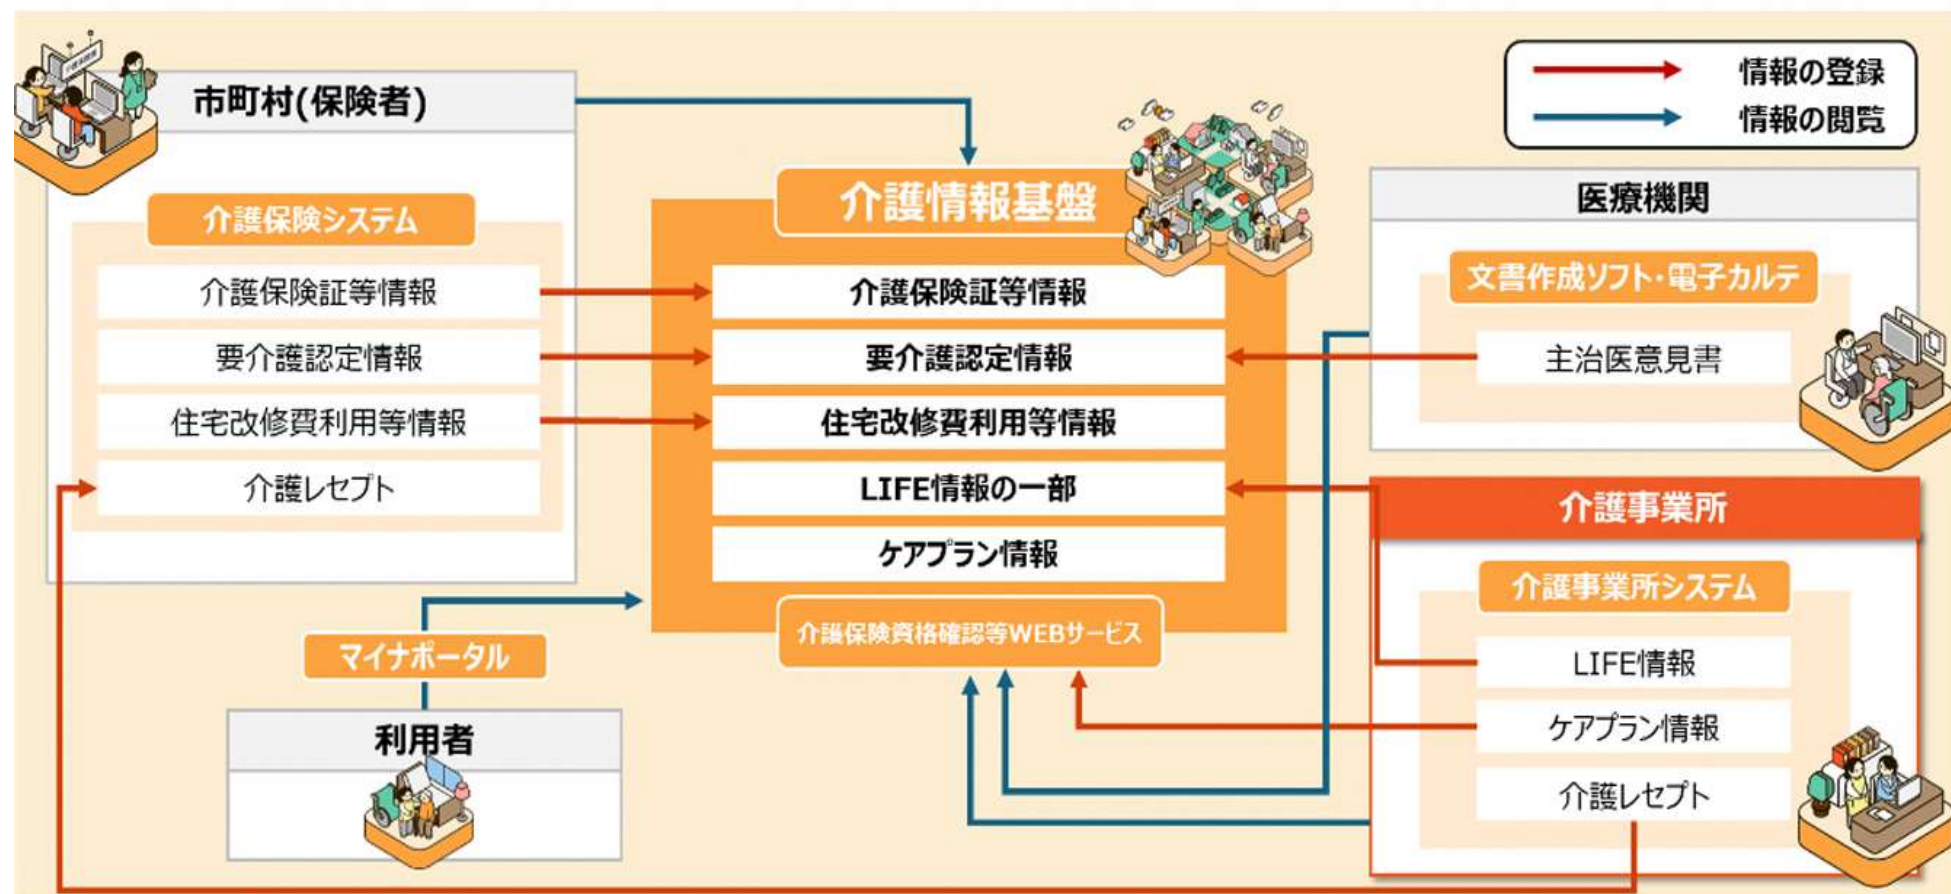 市町村(保険者)
介護保険システム
介護保険証等情報
要介護認定情報
住宅改修費利用等情報
介護レセプト
マイナポータル
利用者
介護情報基盤
介護保険証等情報
要介護認定情報
住宅改修費利用等情報
LIFE情報の一部
ケアプラン情報
介護保険資格確認等WEBサービス
情報の登録
情報の閲覧
医療機関
文書作成ソフト・電子カルテ
主治医意見書
介護事業所
介護事業所システム
LIFE情報
ケアプラン情報
介護レセプト